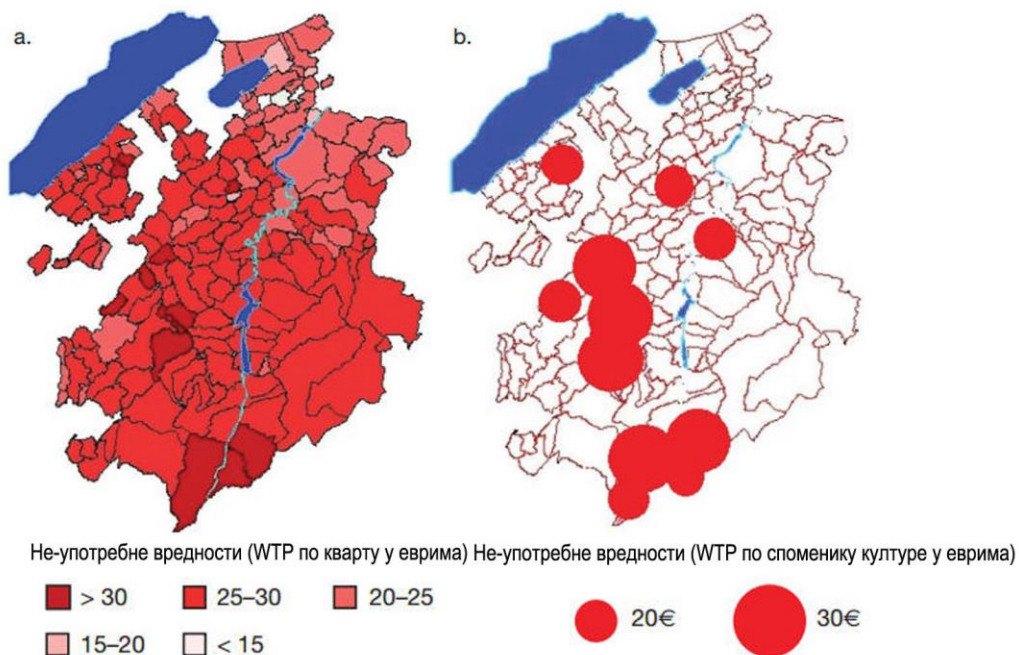 a.
b.
Не-употребне вредности (WTP по кварту у еврима)
Не-употребне вредности (WTP по споменику културе у еврима)
> 30
25–30
20–25
15–20
< 15
20€
30€